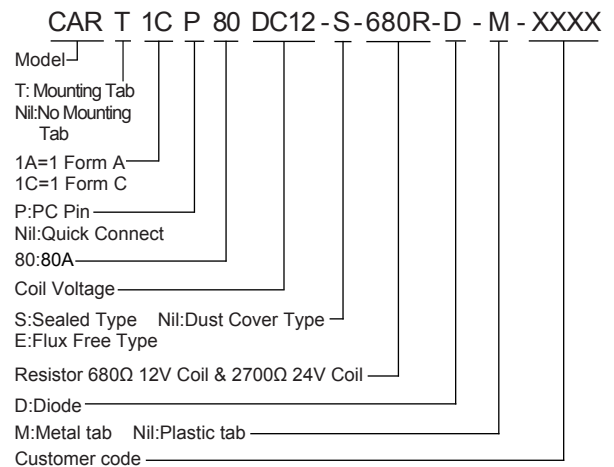 CAR T 1C P 80 DC12 -S-680R-D - M - XXXX
Model
T: Mounting Tab
Nil:No Mounting
Tab
1A=1 Form A
1C=1 Form C
P:PC Pin
Nil:Quick Connect
80:80A
Coil Voltage
S:Sealed Type Nil:Dust Cover Type
E:Flux Free Type
Resistor 680Ω 12V Coil & 2700Ω 24V Coil
D:Diode
M:Metal tab Nil:Plastic tab
Customer code